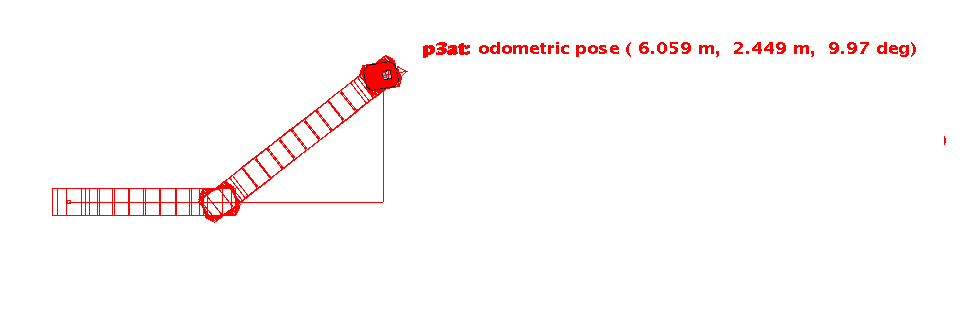 p3at: odometric pose ( 6.059 m, 2.449 m, 9.97 deg)